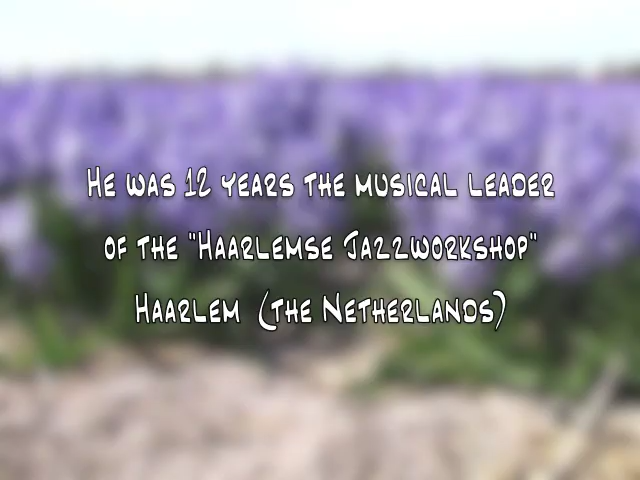 He was 12 years the musical leader
of the "Haarlemse Jazzworkshop"
Haarlem (the Netherlands)